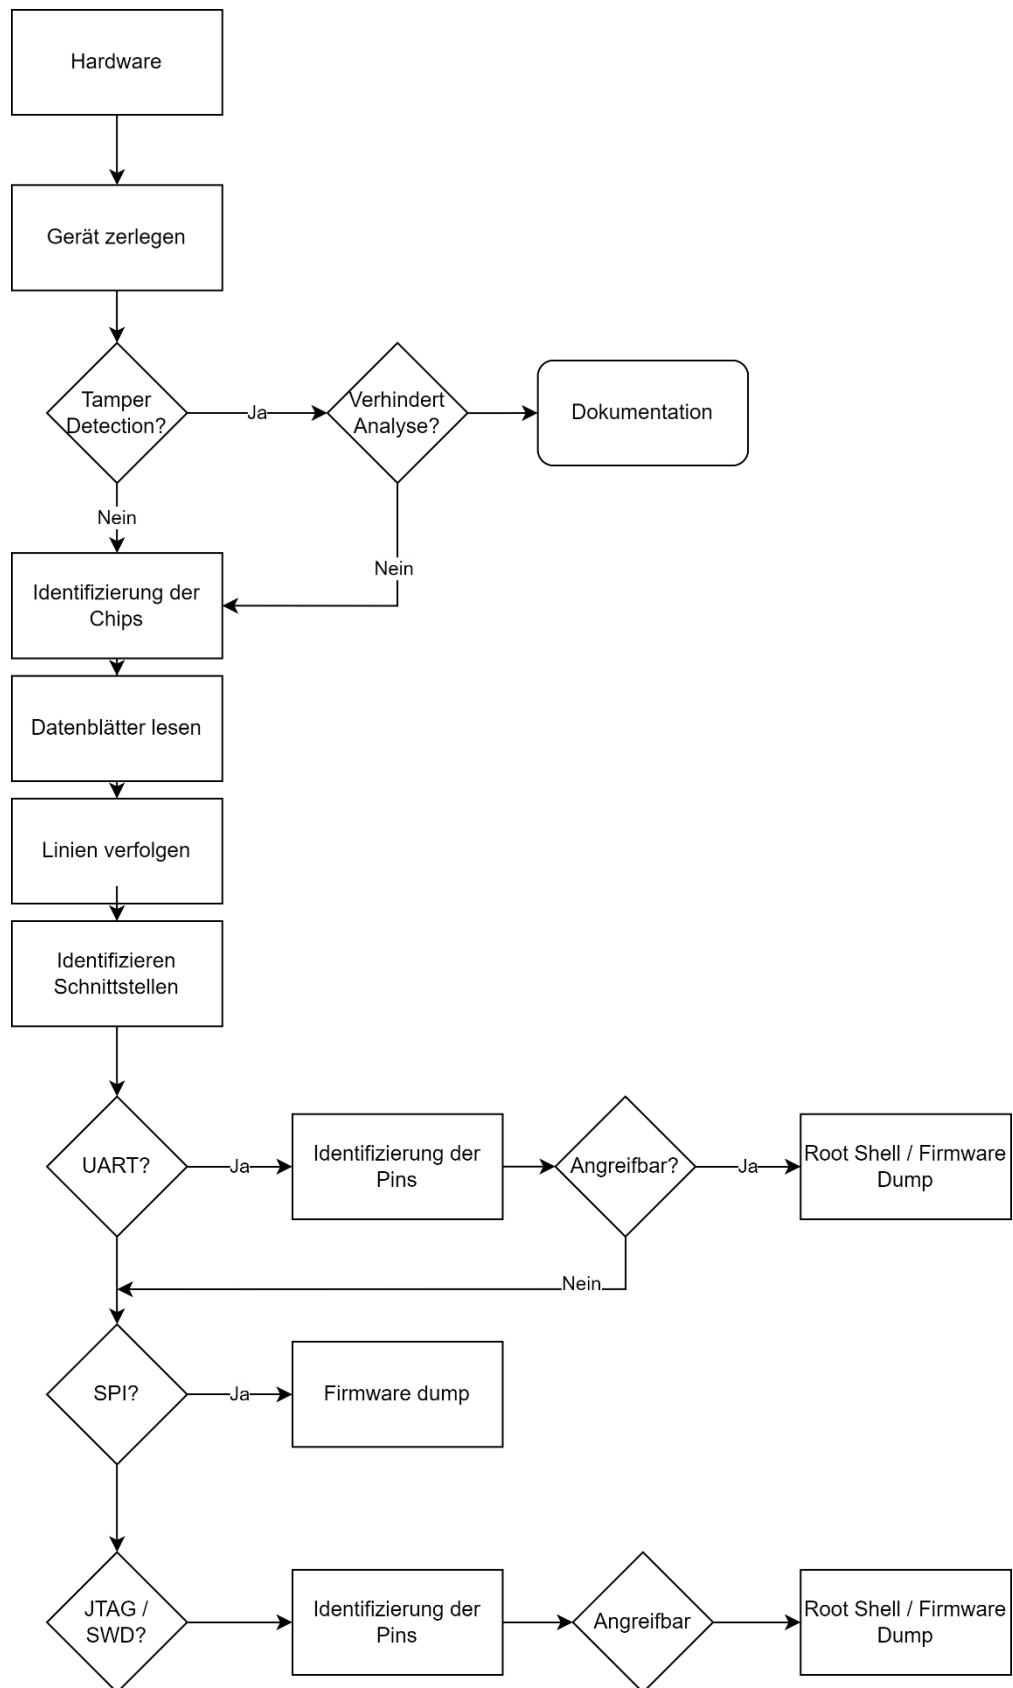 Hardware
Gerät zerlegen
Tamper
Detection?
Ja
Verhindert
Analyse?
Dokumentation
Nein
Nein
Identifizierung der
Chips
Datenblätter lesen
Linien verfolgen
Identifizieren
Schnittstellen
UART?
Ja
Identifizierung der
Pins
Angreifbar?
Ja
Root Shell / Firmware
Dump
Nein
SPI?
Ja
Firmware dump
JTAG /
SWD?
Identifizierung der
Pins
Angreifbar
Root Shell / Firmware
Dump